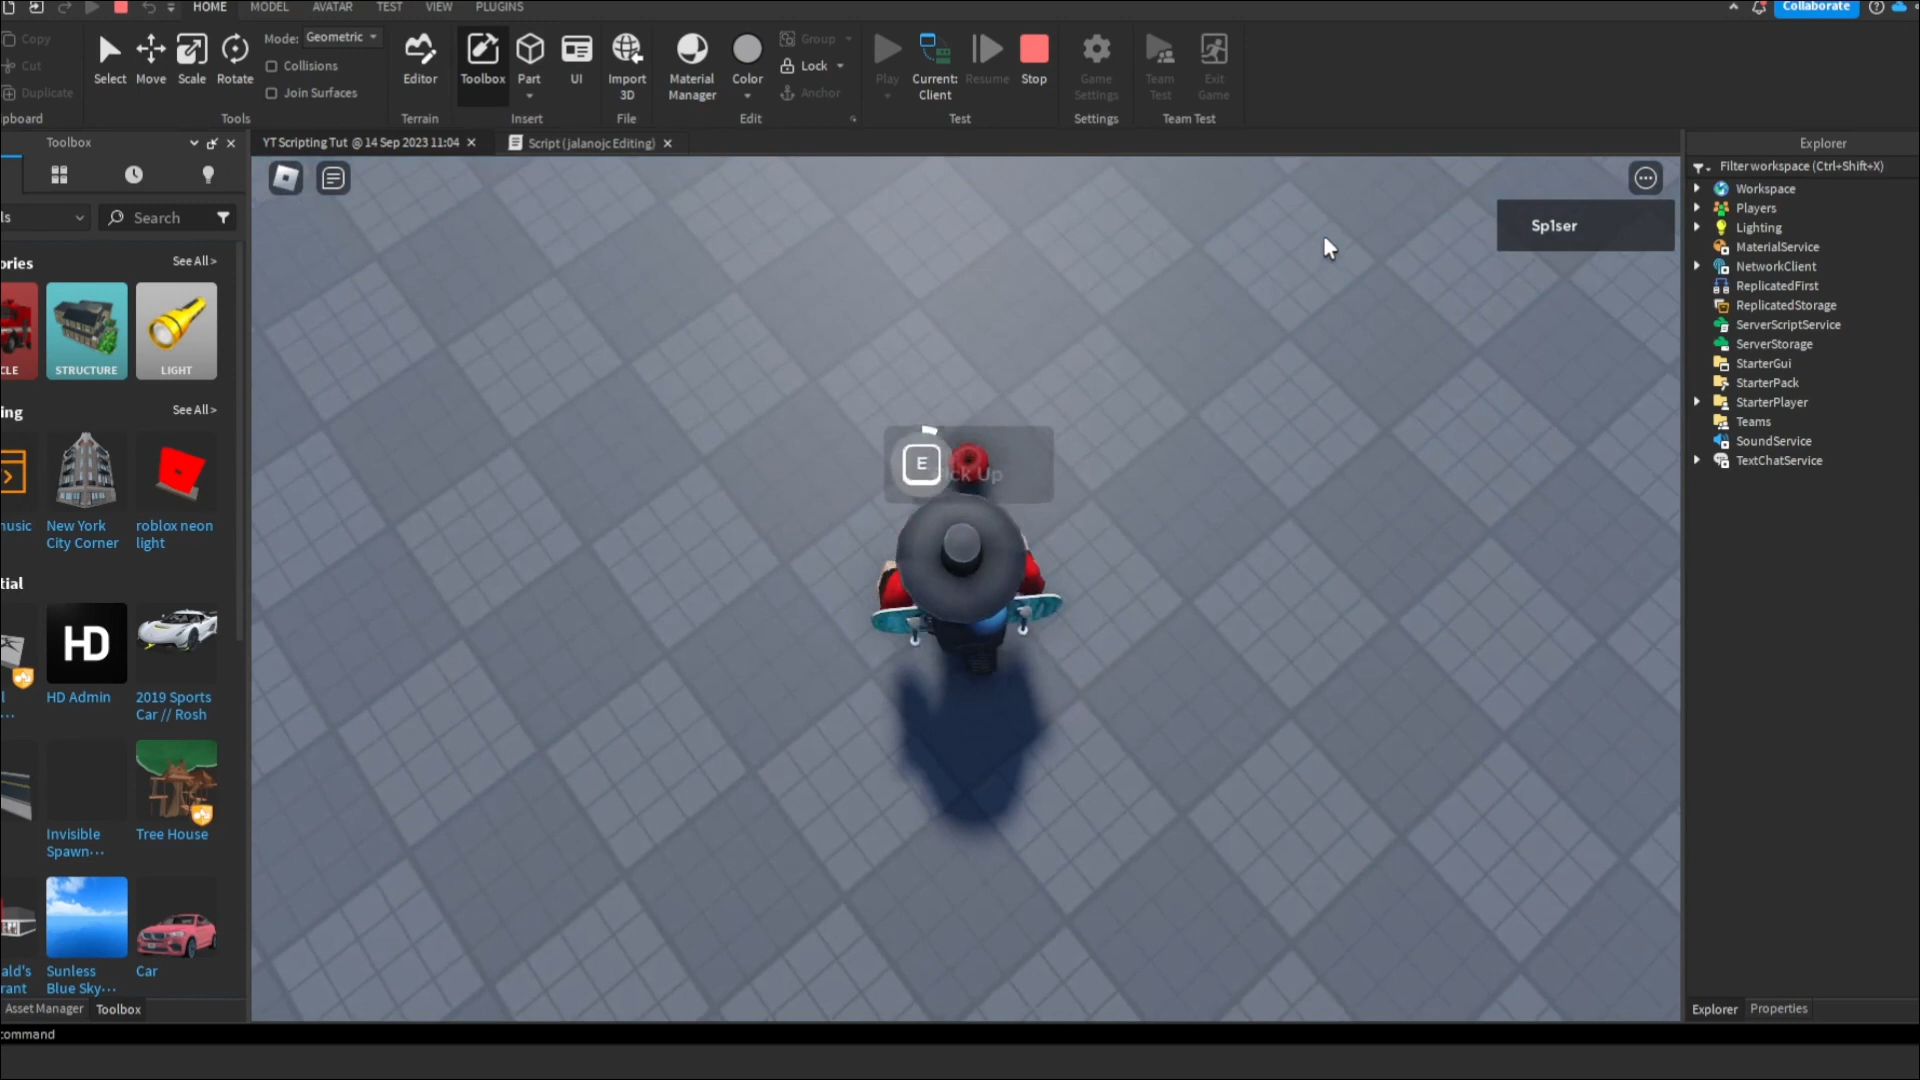 HOME MODEL AVATAR TEST VIEW PLUGINS
Collaborate
Copy
Cut
Duplicate
pboard
Select
Move
Scale
Rotate
Mode: Geometric
Collisions
Join Surfaces
Tools
Editor
Terrain
Toolbox
Part
UI
Insert
Import
3D
File
Material
Manager
Color
Group
Lock
Anchor
Edit
Play
Current:
Client
Resume
Stop
Test
Game
Settings
Settings
Team
Test
Exit
Game
Team Test
Toolbox
YT Scripting Tut @ 14 Sep 2023 11:04
Script (jalanojc Editing)
ls
Search
ories
See All >
CLE
STRUCTURE
LIGHT
ing
See All >
nusic
New York
City Corner
roblox neon
light
tial
HD
l
...
HD Admin
2019 Sports
Car // Rosh
Invisible
Spawn...
Tree House
ald's
rant
Sunless
Blue Sky...
Car
Asset Manager
Toolbox
command
Sp1ser
E
Pick Up
Explorer
Filter workspace (Ctrl+Shift+X)
Workspace
Players
Lighting
MaterialService
NetworkClient
ReplicatedFirst
ReplicatedStorage
ServerScriptService
ServerStorage
StarterGui
StarterPack
StarterPlayer
Teams
SoundService
TextChatService
Explorer
Properties